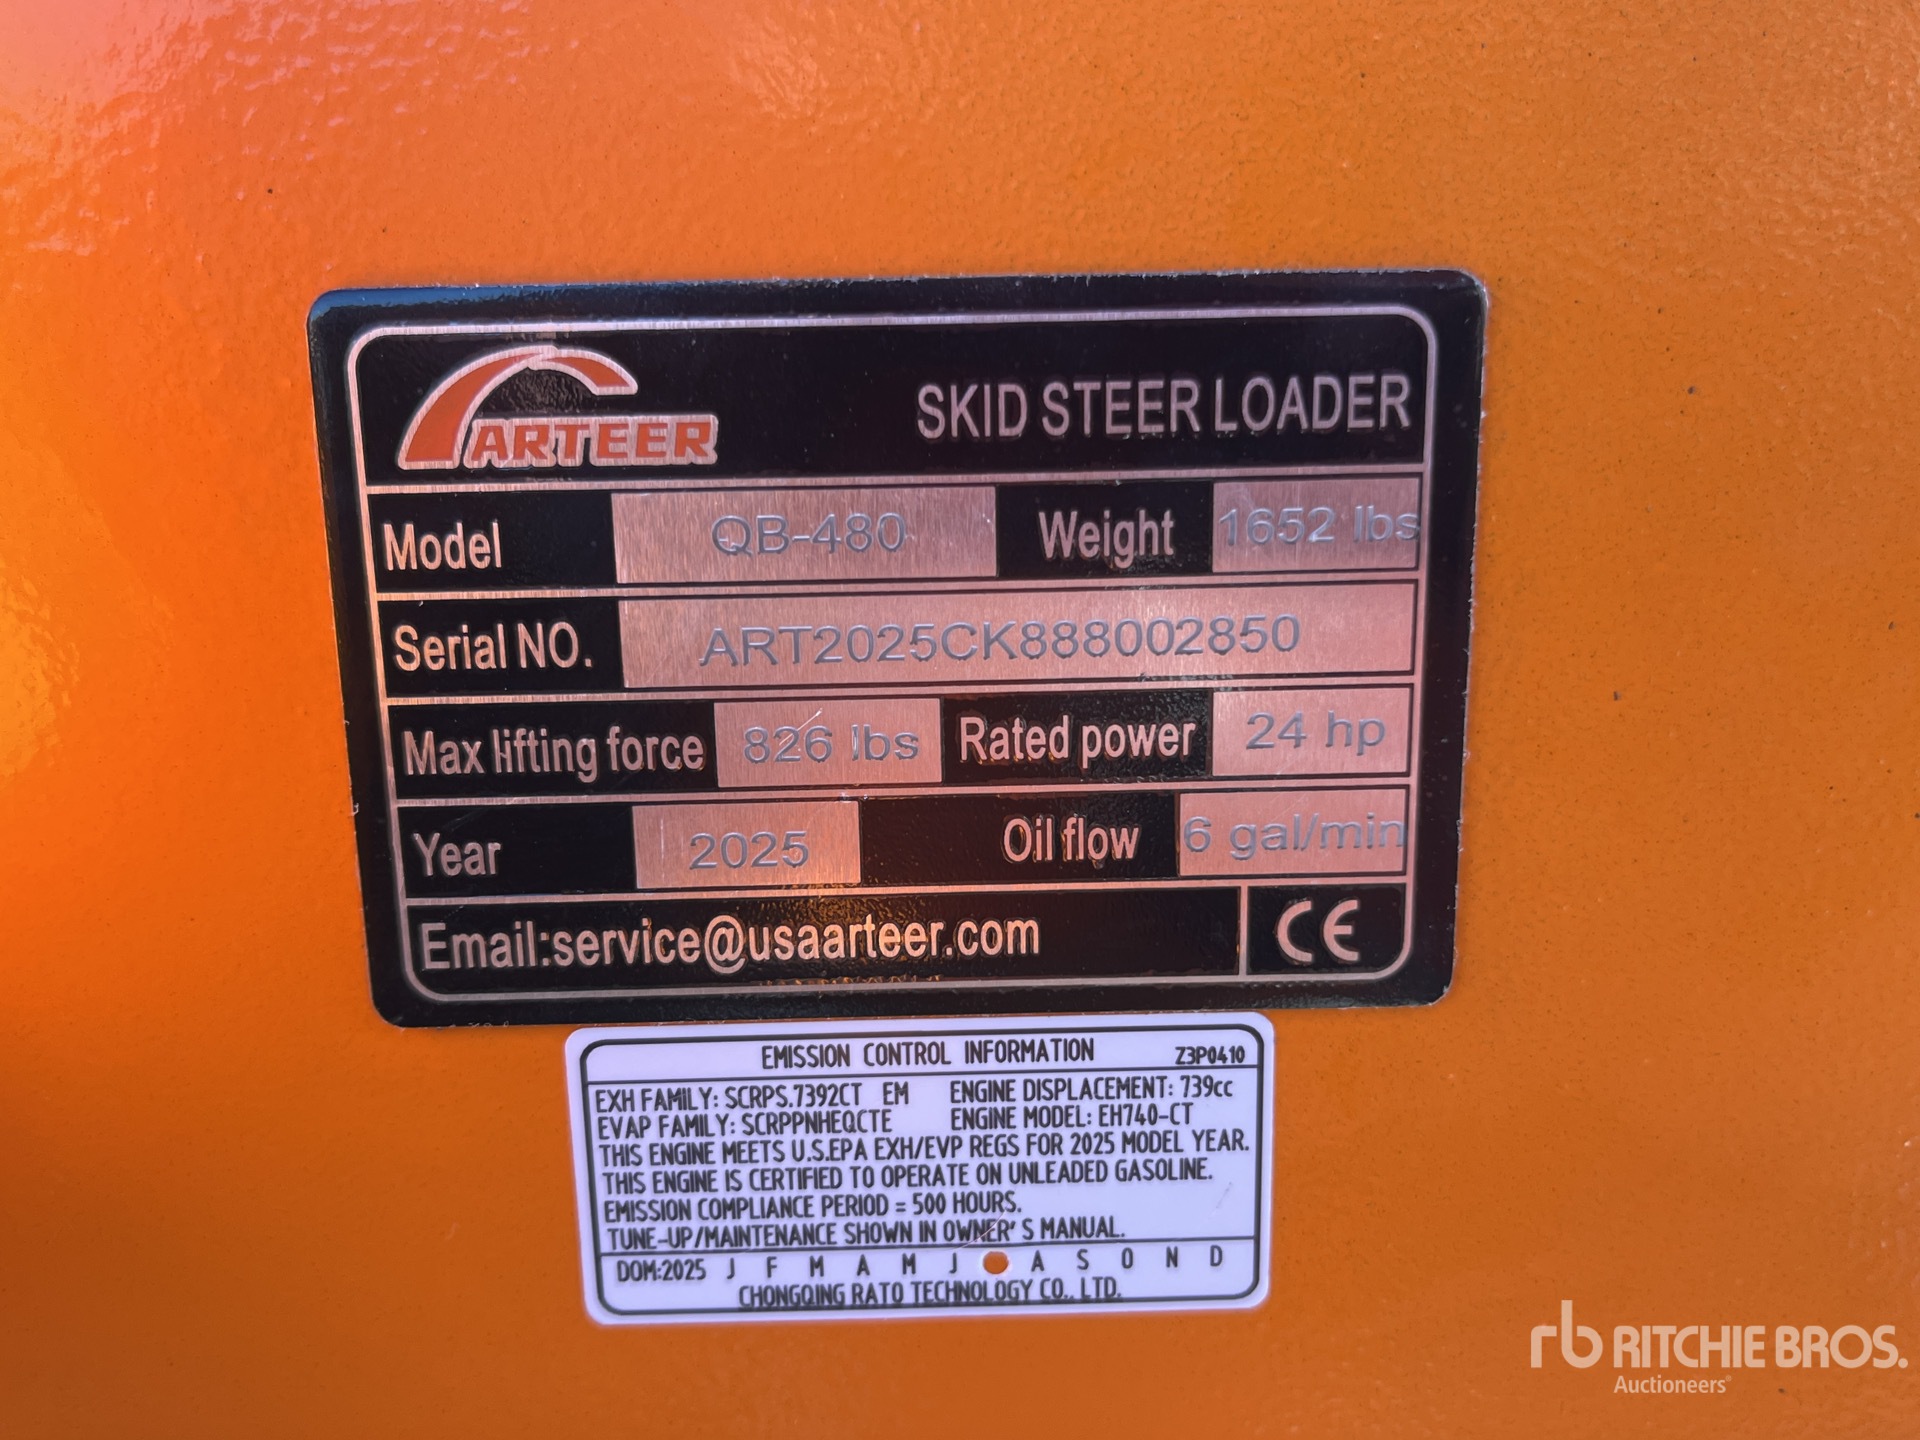 ARTEER SKID STEER LOADER
Model QB-480 Weight 1652 lbs
Serial NO. ART2025CK888002850
Max lifting force 826 lbs Rated power 24 hp
Year 2025 Oil flow 6 gal/min
Email:service@usaarteer.com CE
EMISSION CONTROL INFORMATION Z3P0410
EXH FAMILY: SCRPS.7392CT EM ENGINE DISPLACEMENT: 739cc
EVAP FAMILY: SCRPPNHEQCTE ENGINE MODEL: EH740-CT
THIS ENGINE MEETS U.S.EPA EXH/EVP REGS FOR 2025 MODEL YEAR.
THIS ENGINE IS CERTIFIED TO OPERATE ON UNLEADED GASOLINE.
EMISSION COMPLIANCE PERIOD = 500 HOURS.
TUNE-UP/MAINTENANCE SHOWN IN OWNER'S MANUAL.
DOM:2025 J F M A M J A S O N D
CHONGQING RATO TECHNOLOGY CO., LTD.
rb RITCHIE BROS.
Auctioneers